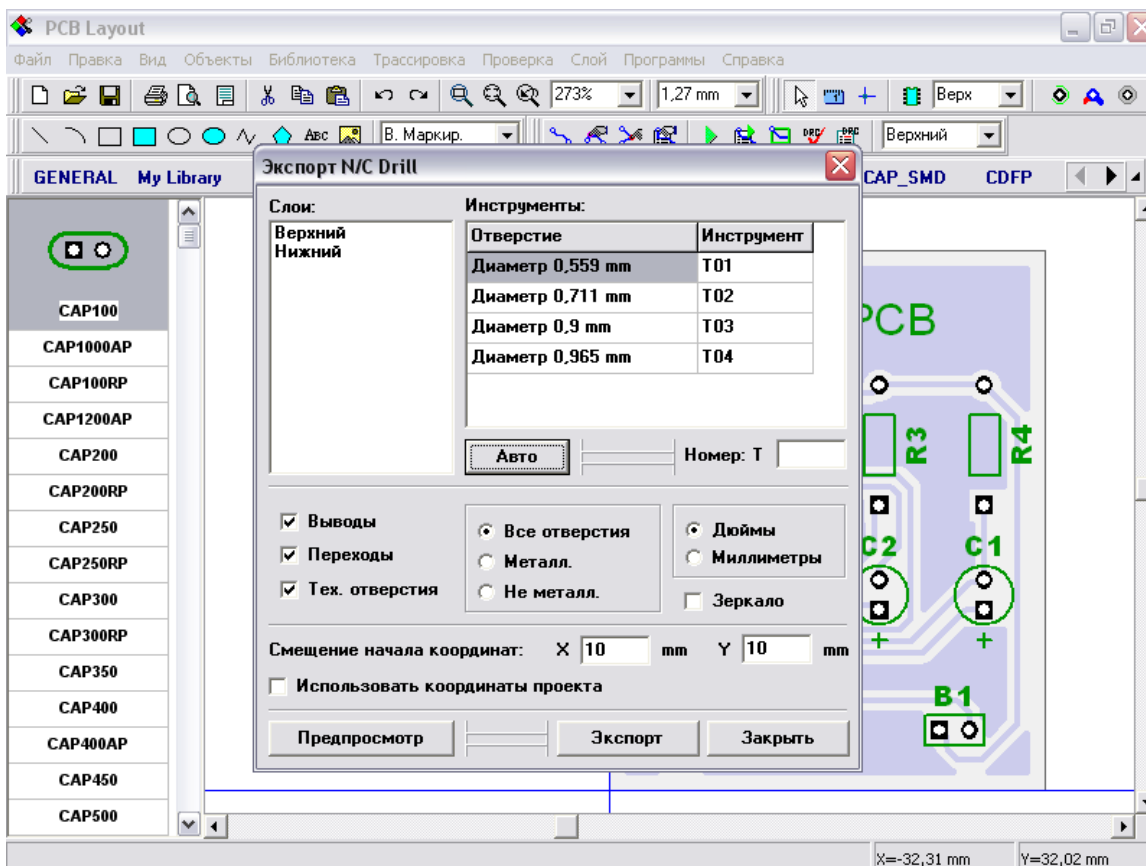 PCB Layout
Файл Правка Вид Объекты Библиотека Трассировка Проверка Слой Программы Справка
273% 1,27 mm Верх
Abc В. Маркир. DRC DRC Верхний
GENERAL My Library CAP_SMD CDFP
Экспорт N/C Drill
Слои:
Верхний
Нижний
Инструменты:
Отверстие Инструмент
Диаметр 0,559 mm T01
Диаметр 0,711 mm T02
Диаметр 0,9 mm T03
Диаметр 0,965 mm T04
Авто Номер: T
Выводы
Переходы
Тех. отверстия
Все отверстия
Металл.
Не металл.
Дюймы
Миллиметры
Зеркало
Смещение начала координат: X 10 mm Y 10 mm
Использовать координаты проекта
Предпросмотр Экспорт Закрыть
CAP100
CAP1000AP
CAP100RP
CAP1200AP
CAP200
CAP200RP
CAP250
CAP250RP
CAP300
CAP300RP
CAP350
CAP400
CAP400AP
CAP450
CAP500
PCB
R3 R4
C2 C1
+ +
B1
X=-32,31 mm Y=32,02 mm